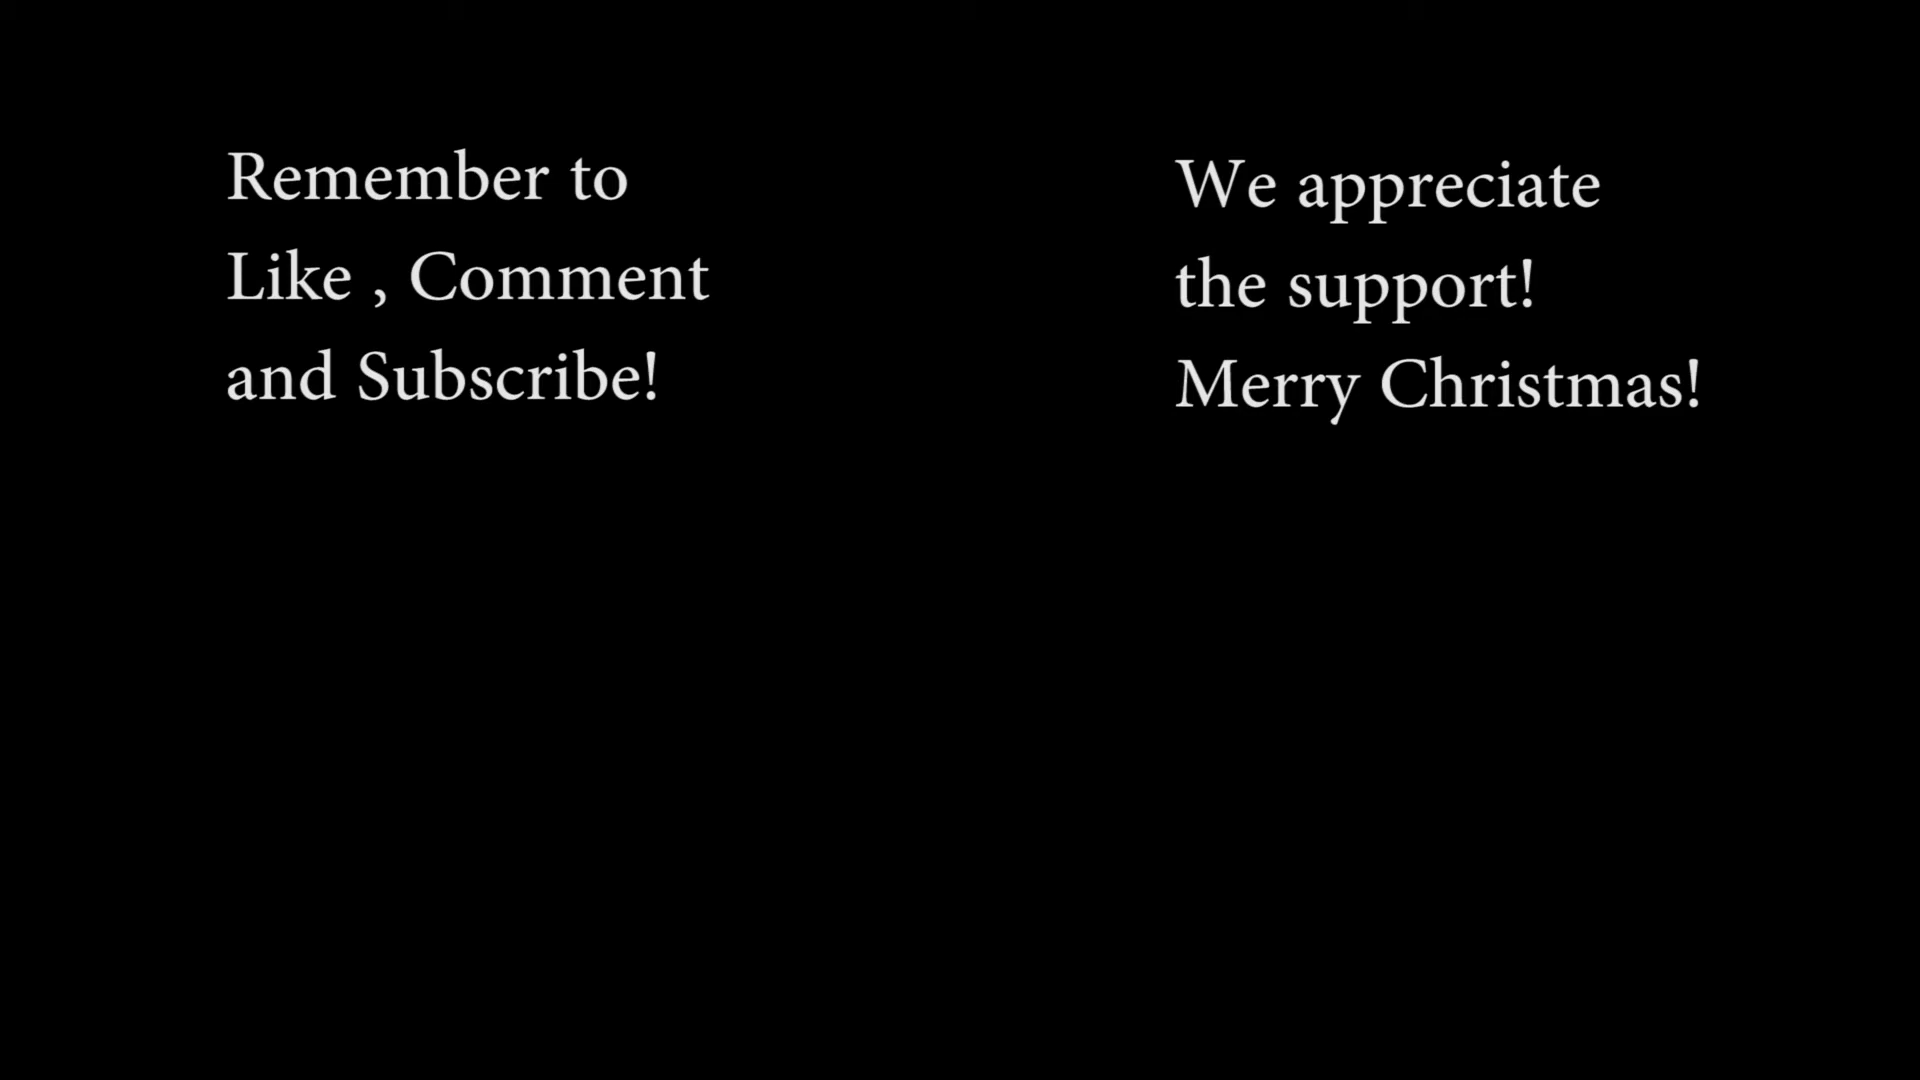 Remember to
Like , Comment
and Subscribe!
We appreciate
the support!
Merry Christmas!